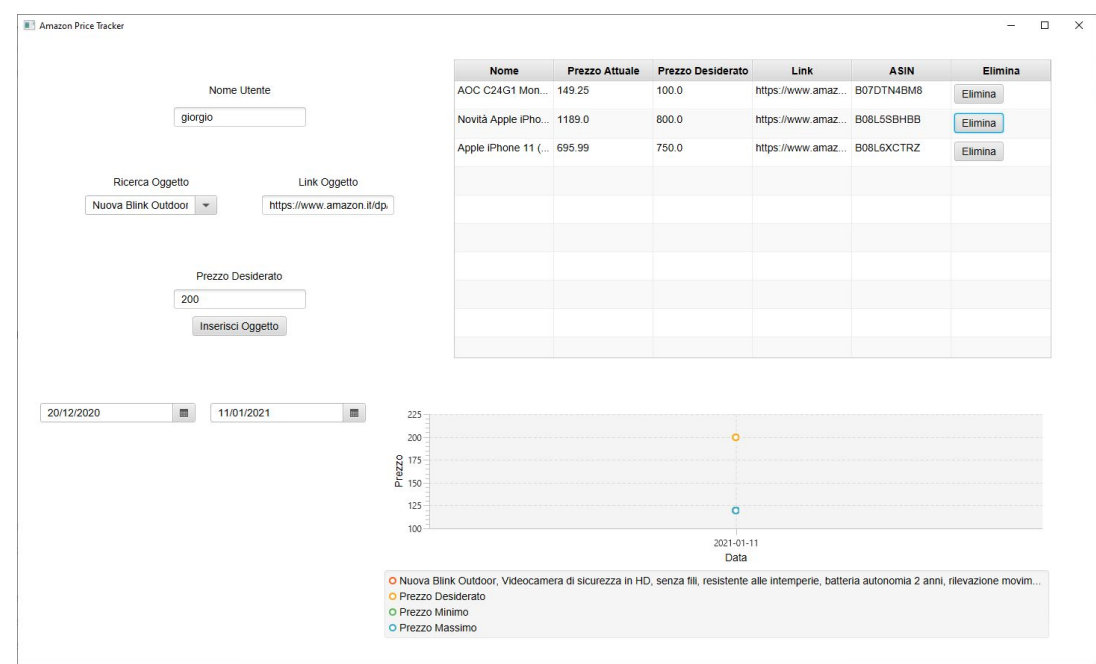 Amazon Price Tracker
Nome Utente
giorgio
Ricerca Oggetto
Link Oggetto
Nuova Blink Outdoor
https://www.amazon.it/dp/
Prezzo Desiderato
200
Inserisci Oggetto
Nome Prezzo Attuale Prezzo Desiderato Link ASIN Elimina
AOC C24G1 Mon... 149.25 100.0 https://www.amaz... B07DTN4BM8 Elimina
Novità Apple iPho... 1189.0 800.0 https://www.amaz... B08L5SBHBB Elimina
Apple iPhone 11 (... 695.99 750.0 https://www.amaz... B08L6XCTRZ Elimina
20/12/2020
11/01/2021
225
200
175
150
125
100
Prezzo
2021-01-11
Data
Nuova Blink Outdoor, Videocamera di sicurezza in HD, senza fili, resistente alle intemperie, batteria autonomia 2 anni, rilevazione movim...
Prezzo Desiderato
Prezzo Minimo
Prezzo Massimo